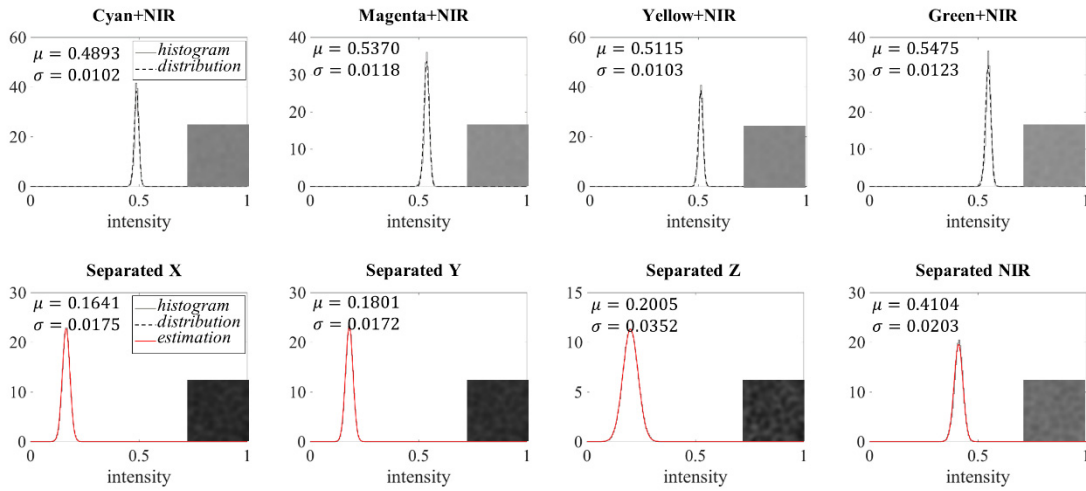 Cyan+NIR
60
40
20
0
μ = 0.4893
σ = 0.0102
histogram
distribution
0
0.5
1
intensity
Magenta+NIR
40
30
20
10
0
μ = 0.5370
σ = 0.0118
0
0.5
1
intensity
Yellow+NIR
60
40
20
0
μ = 0.5115
σ = 0.0103
0
0.5
1
intensity
Green+NIR
40
30
20
10
0
μ = 0.5475
σ = 0.0123
0
0.5
1
intensity
Separated X
30
20
10
0
μ = 0.1641
σ = 0.0175
histogram
distribution
estimation
0
0.5
1
intensity
Separated Y
30
20
10
0
μ = 0.1801
σ = 0.0172
0
0.5
1
intensity
Separated Z
15
10
5
0
μ = 0.2005
σ = 0.0352
0
0.5
1
intensity
Separated NIR
30
20
10
0
μ = 0.4104
σ = 0.0203
0
0.5
1
intensity